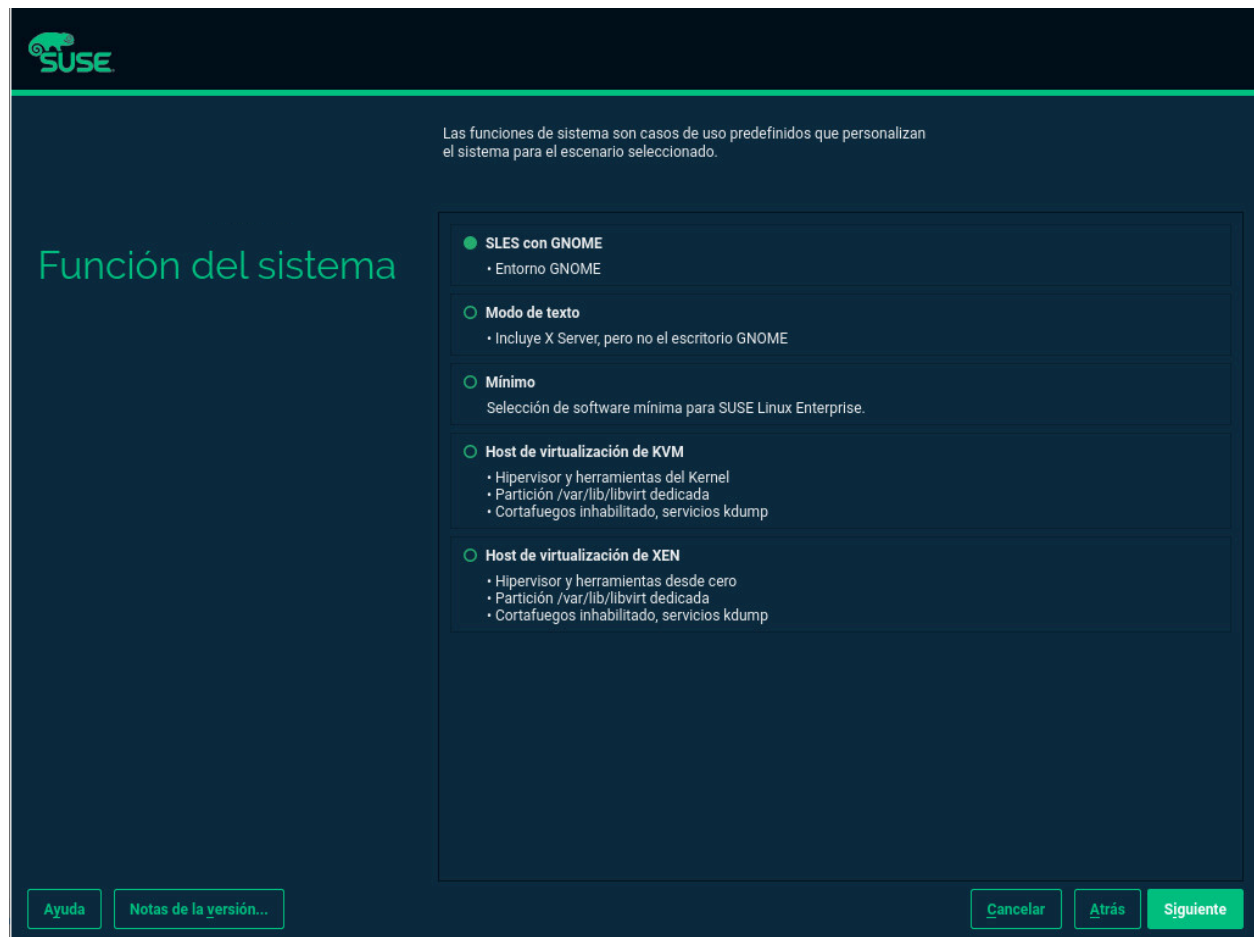 SUSE
Las funciones de sistema son casos de uso predefinidos que personalizan
el sistema para el escenario seleccionado.
Función del sistema
SLES con GNOME
• Entorno GNOME
Modo de texto
• Incluye X Server, pero no el escritorio GNOME
Mínimo
Selección de software mínima para SUSE Linux Enterprise.
Host de virtualización de KVM
• Hipervisor y herramientas del Kernel
• Partición /var/lib/libvirt dedicada
• Cortafuegos inhabilitado, servicios kdump
Host de virtualización de XEN
• Hipervisor y herramientas desde cero
• Partición /var/lib/libvirt dedicada
• Cortafuegos inhabilitado, servicios kdump
Ayuda Notas de la versión... Cancelar Atrás Siguiente